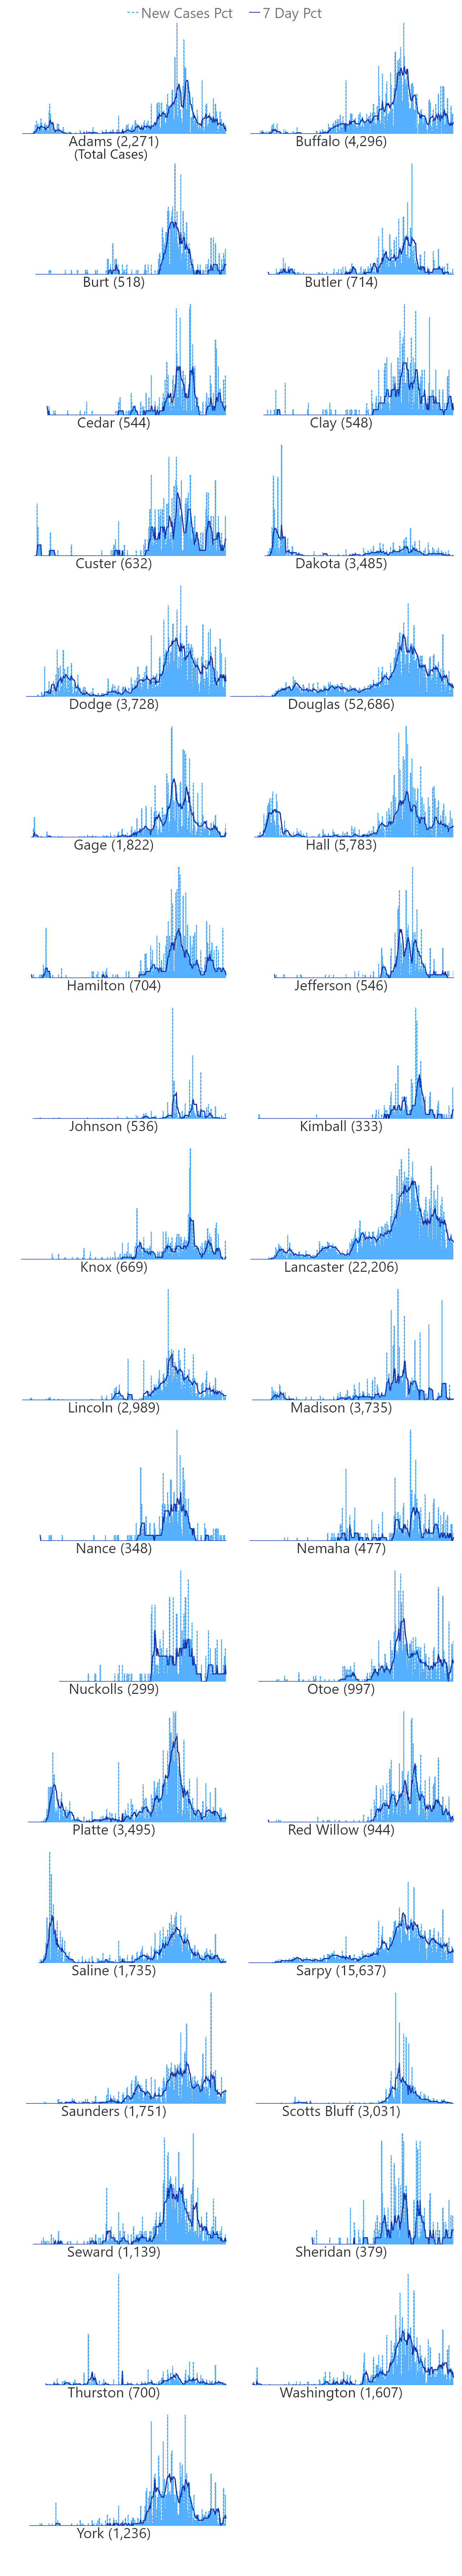 New Cases Pct 7 Day Pct
Adams (2,271) Buffalo (4,296)
(Total Cases)
Burt (518) Butler (714)
Cedar (544) Clay (548)
Custer (632) Dakota (3,485)
Dodge (3,728) Douglas (52,686)
Gage (1,822) Hall (5,783)
Hamilton (704) Jefferson (546)
Johnson (536) Kimball (333)
Knox (669) Lancaster (22,206)
Lincoln (2,989) Madison (3,735)
Nance (348) Nemaha (477)
Nuckolls (299) Otoe (997)
Platte (3,495) Red Willow (944)
Saline (1,735) Sarpy (15,637)
Saunders (1,751) Scotts Bluff (3,031)
Seward (1,139) Sheridan (379)
Thurston (700) Washington (1,607)
York (1,236)